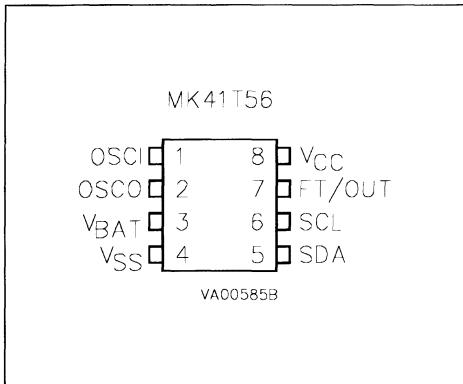 MK41T56
OSCI 1 8 VCC
OSCO 2 7 FT/OUT
VBAT 3 6 SCL
VSS 4 5 SDA
VA00585B